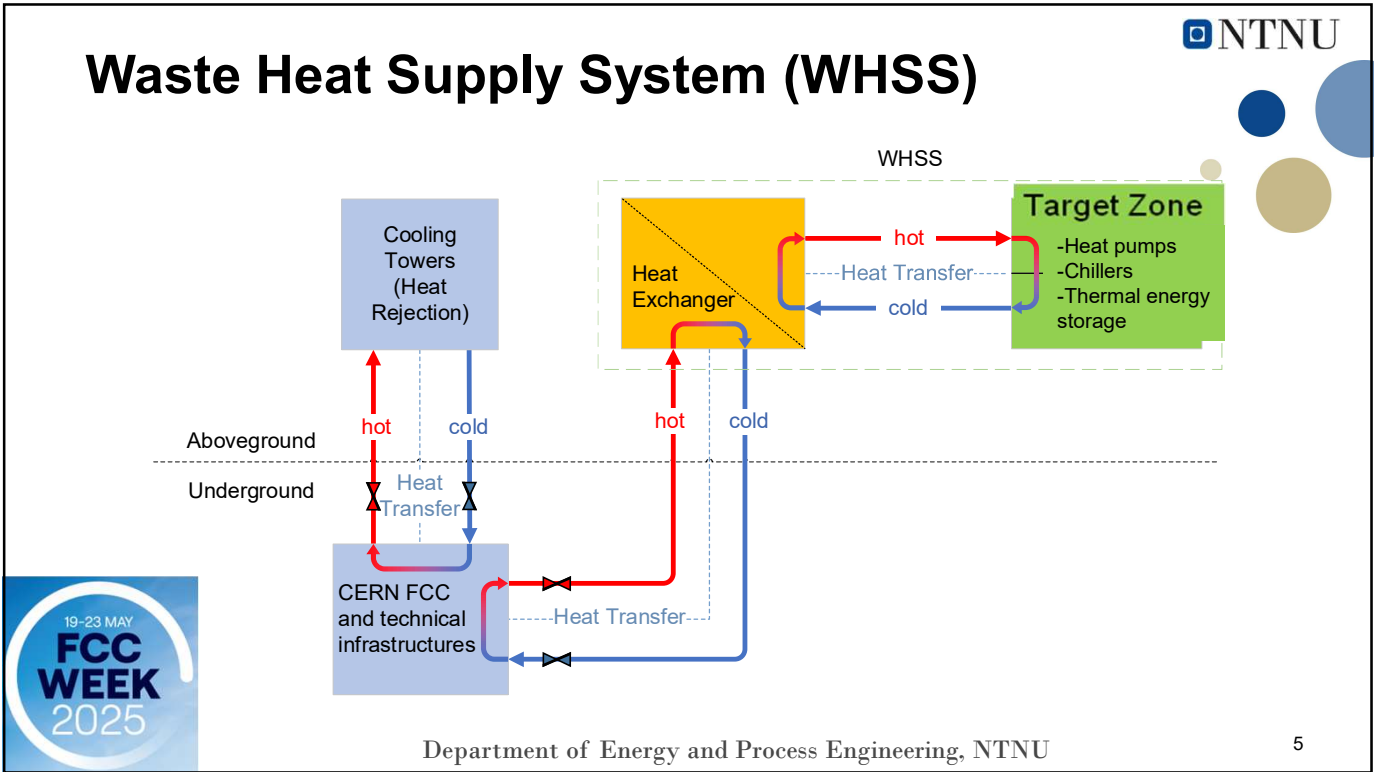 NTNU
Waste Heat Supply System (WHSS)
WHSS
Cooling
Towers
(Heat
Rejection)
Heat
Exchanger
hot
Heat Transfer
cold
Target Zone
-Heat pumps
-Chillers
-Thermal energy
storage
hot
cold
hot
cold
Aboveground
Underground
Heat
Transfer
CERN FCC
and technical
infrastructures
Heat Transfer
19-23 MAY
FCC
WEEK
2025
Department of Energy and Process Engineering, NTNU
5